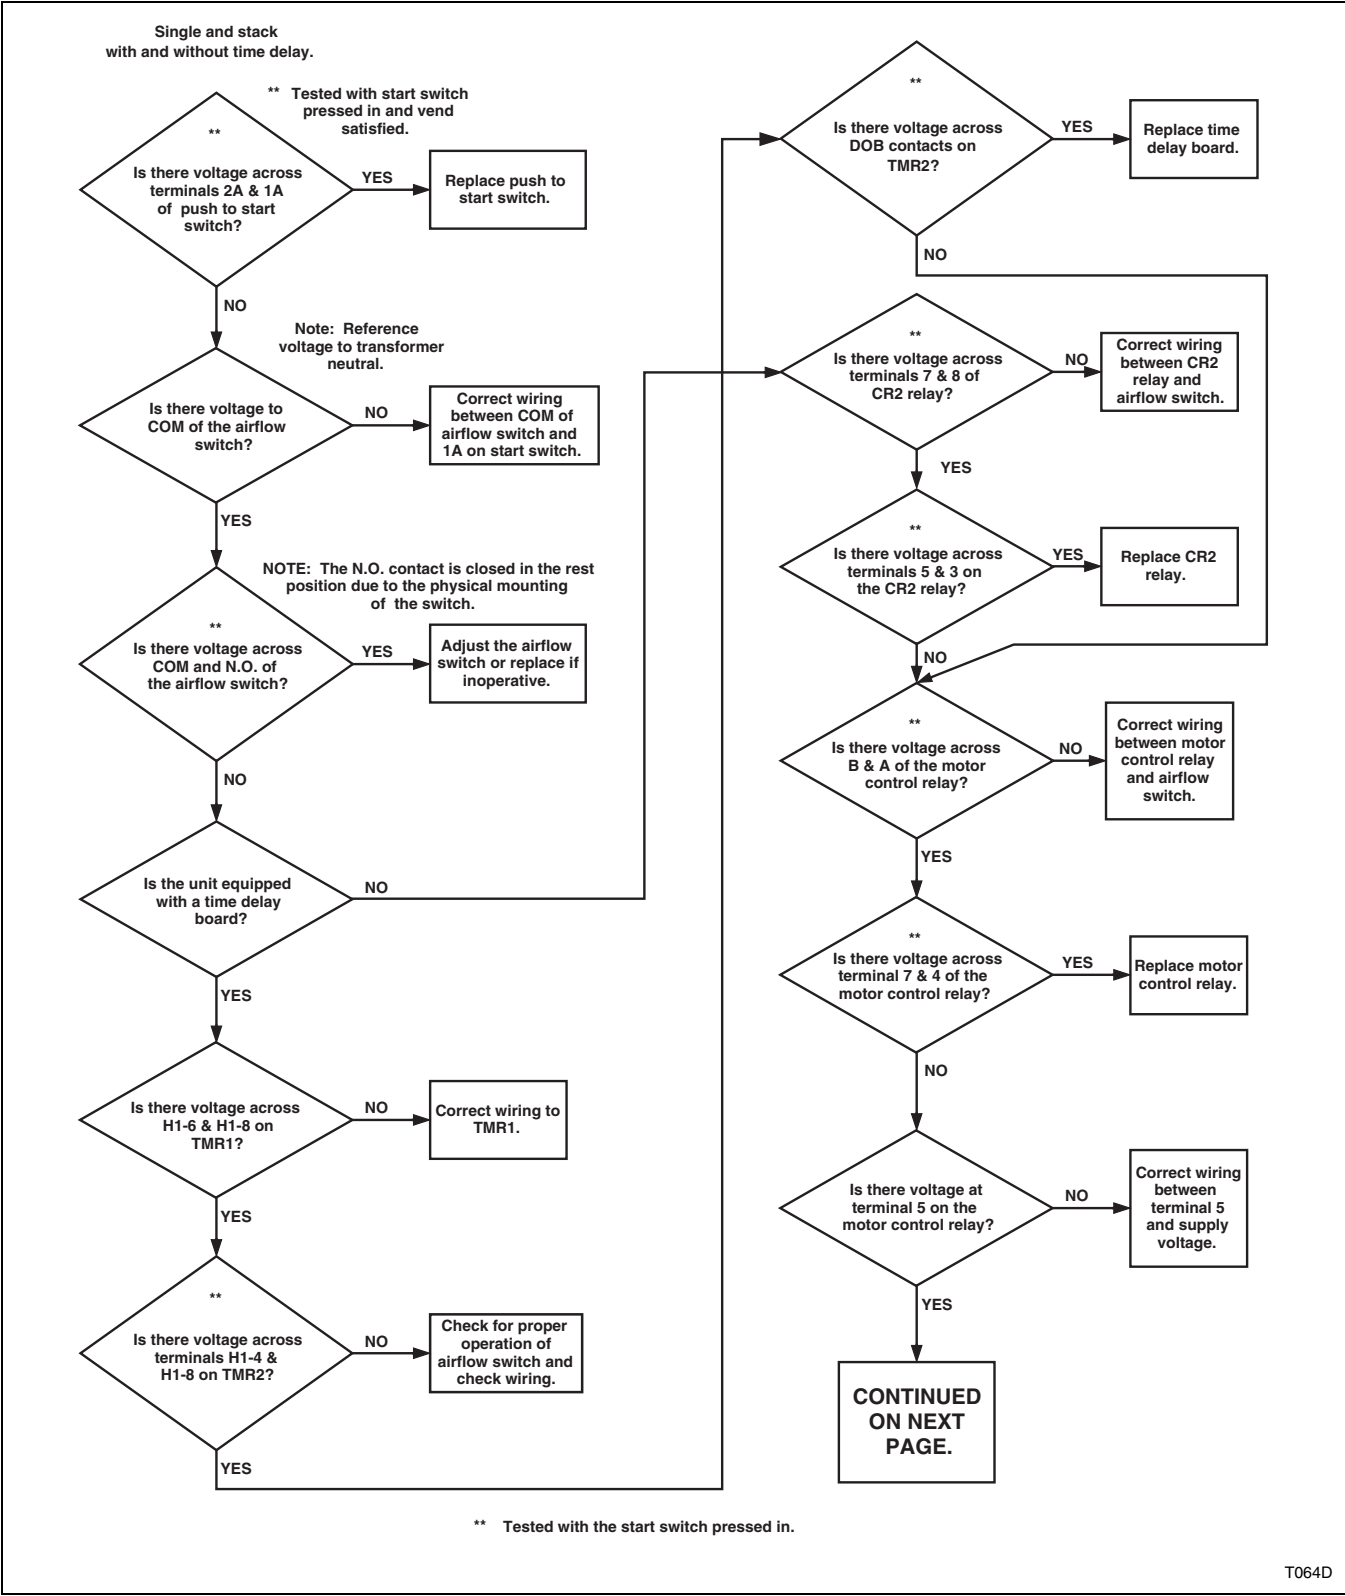 Single and stack
with and without time delay.
** Tested with start switch
pressed in and vend
satisfied.
**
Is there voltage across
terminals 2A & 1A
of push to start
switch?
YES
Replace push to
start switch.
NO
Note: Reference
voltage to transformer
neutral.
Is there voltage to
COM of the airflow
switch?
NO
Correct wiring
between COM of
airflow switch and
1A on start switch.
YES
NOTE: The N.O. contact is closed in the rest
position due to the physical mounting
of the switch.
**
Is there voltage across
COM and N.O. of
the airflow switch?
YES
Adjust the airflow
switch or replace if
inoperative.
NO
Is the unit equipped
with a time delay
board?
NO
YES
Is there voltage across
H1-6 & H1-8 on
TMR1?
NO
Correct wiring to
TMR1.
YES
**
Is there voltage across
terminals H1-4 &
H1-8 on TMR2?
NO
Check for proper
operation of
airflow switch and
check wiring.
YES
**
Is there voltage across
DOB contacts on
TMR2?
YES
Replace time
delay board.
NO
**
Is there voltage across
terminals 7 & 8 of
CR2 relay?
NO
Correct wiring
between CR2
relay and
airflow switch.
YES
**
Is there voltage across
terminals 5 & 3 on
the CR2 relay?
YES
Replace CR2
relay.
NO
**
Is there voltage across
B & A of the motor
control relay?
NO
Correct wiring
between motor
control relay
and airflow
switch.
YES
**
Is there voltage across
terminal 7 & 4 of the
motor control relay?
YES
Replace motor
control relay.
NO
Is there voltage at
terminal 5 on the
motor control relay?
NO
Correct wiring
between
terminal 5
and supply
voltage.
YES
CONTINUED
ON NEXT
PAGE.
** Tested with the start switch pressed in.
T064D